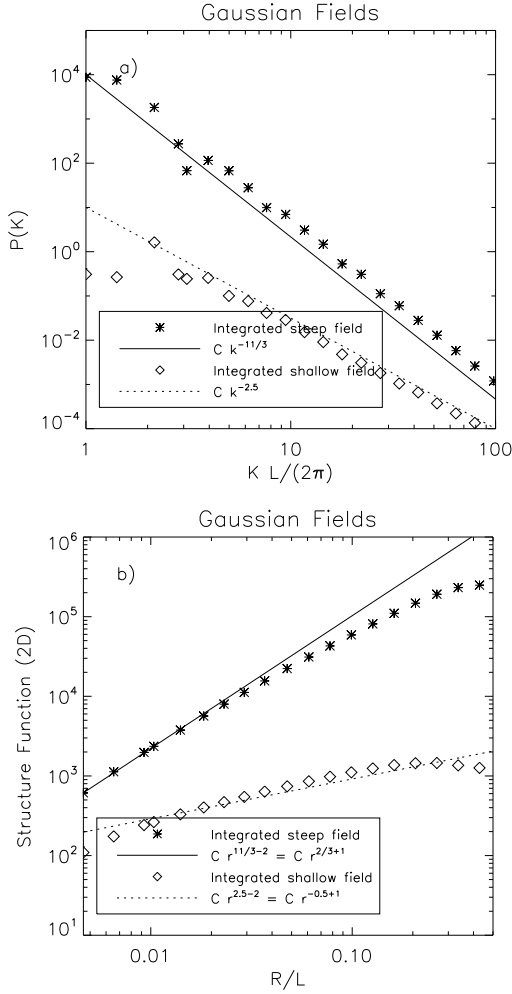 Gaussian Fields
a)
P(K)
10^4
10^2
10^0
10^-2
10^-4
Integrated steep field
C k^-11/3
Integrated shallow field
C k^-2.5
1
10
100
K L/(2π)
Gaussian Fields
b)
Structure Function (2D)
10^6
10^5
10^4
10^3
10^2
10^1
Integrated steep field
C r^11/3-2 = C r^2/3+1
Integrated shallow field
C r^2.5-2 = C r^-0.5+1
0.01
0.10
R/L